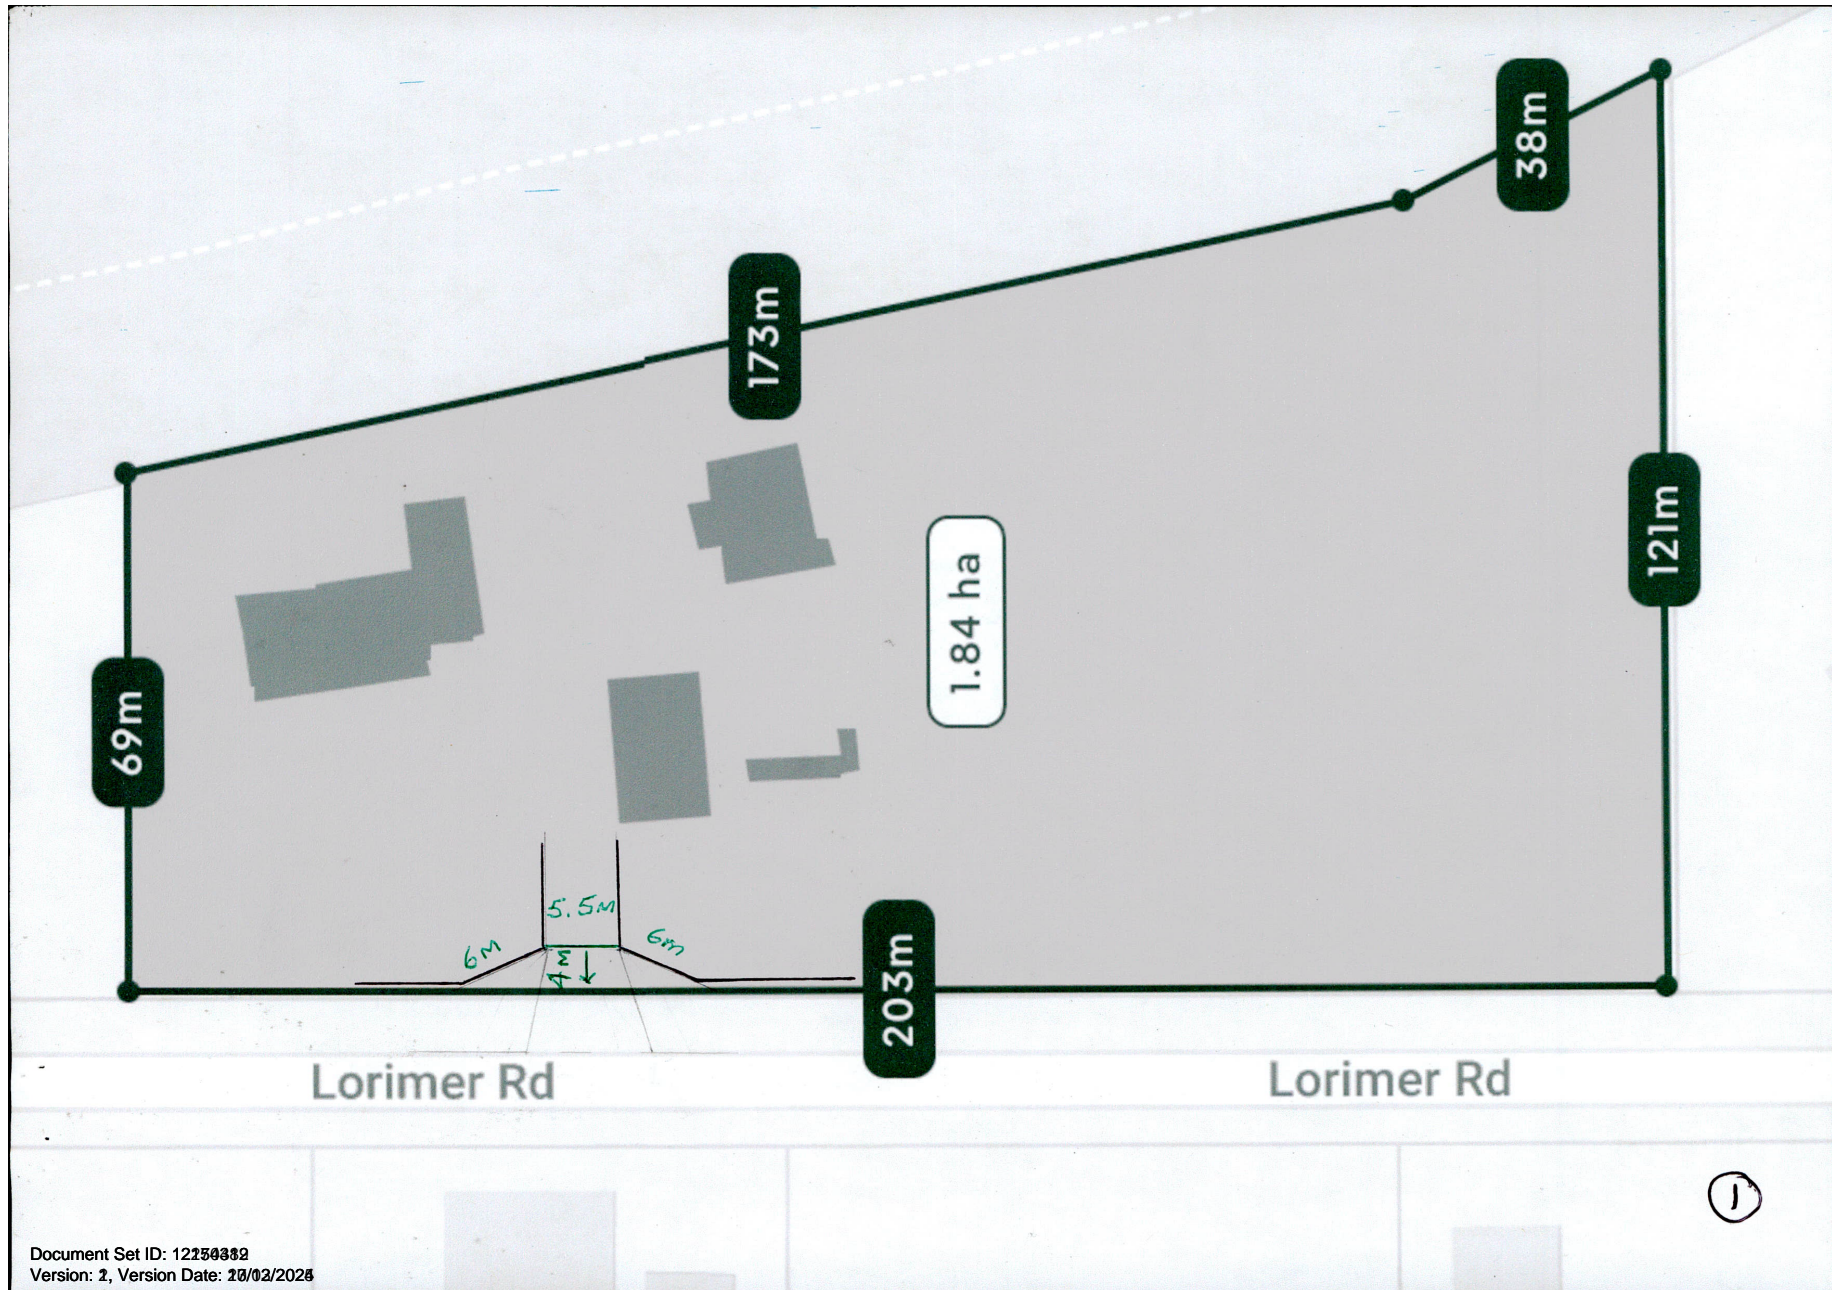 38m
173m
121m
1.84 ha
69m
5.5M
6M
6m
4M
203m
Lorimer Rd
Lorimer Rd
1
Document Set ID:
Version: , Version Date: